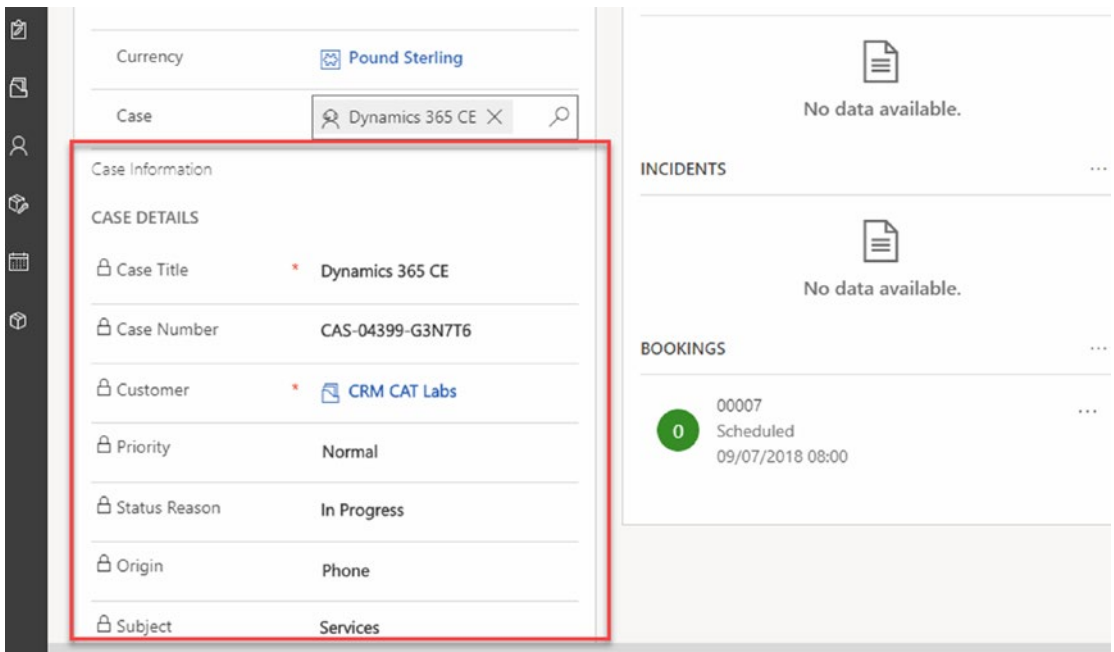 Currency Pound Sterling
Case Dynamics 365 CE
Case Information
CASE DETAILS
Case Title * Dynamics 365 CE
Case Number CAS-04399-G3N7T6
Customer * CRM CAT Labs
Priority Normal
Status Reason In Progress
Origin Phone
Subject Services
No data available.
INCIDENTS ...
No data available.
BOOKINGS ...
00007 ...
0 Scheduled
09/07/2018 08:00